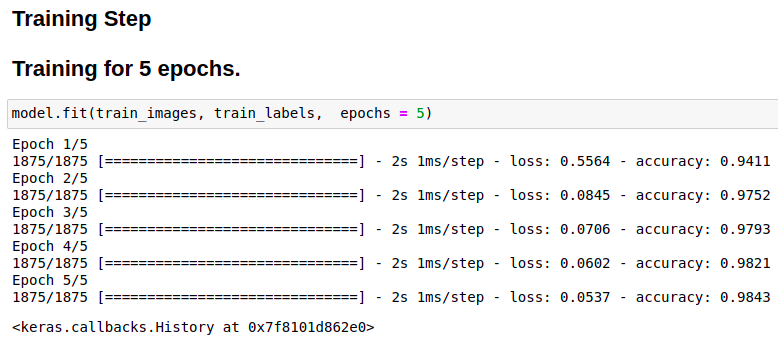 Training Step
Training for 5 epochs.
model.fit(train_images, train_labels,  epochs = 5)
Epoch 1/5
1875/1875 [==============================] - 2s 1ms/step - loss: 0.5564 - accuracy: 0.9411
Epoch 2/5
1875/1875 [==============================] - 2s 1ms/step - loss: 0.0845 - accuracy: 0.9752
Epoch 3/5
1875/1875 [==============================] - 2s 1ms/step - loss: 0.0706 - accuracy: 0.9793
Epoch 4/5
1875/1875 [==============================] - 2s 1ms/step - loss: 0.0602 - accuracy: 0.9821
Epoch 5/5
1875/1875 [==============================] - 2s 1ms/step - loss: 0.0537 - accuracy: 0.9843
<keras.callbacks.History at 0x7f8101d862e0>